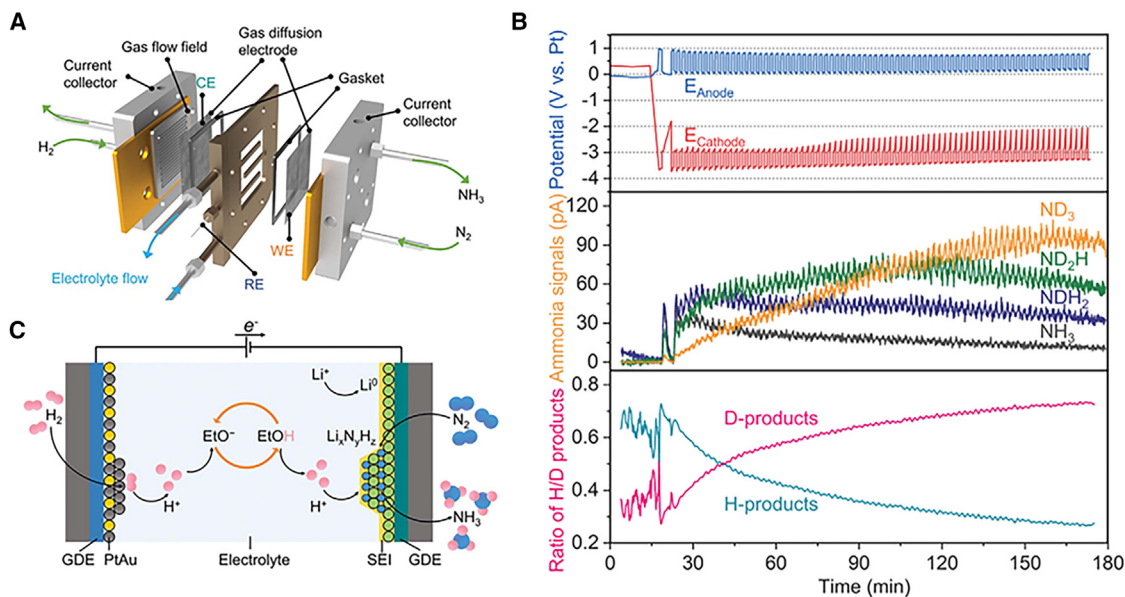 A
Gas flow field
Gas diffusion
electrode
Current
collector
CE
Gasket
Current
collector
H2
NH3
N2
WE
Electrolyte flow
RE
B
Potential (V vs. Pt)
1
0
-1
-2
-3
-4
EAnode
ECathode
Ammonia signals (pA)
120
90
60
30
0
ND3
ND2H
NDH2
NH3
Ratio of H/D products
0.8
0.6
0.4
0.2
D-products
H-products
0
30
60
90
120
150
180
Time (min)
C
e-
Li+
Li0
H2
N2
EtO−
EtOH
LixNyHz
H+
H+
NH3
GDE
PtAu
Electrolyte
SEI
GDE